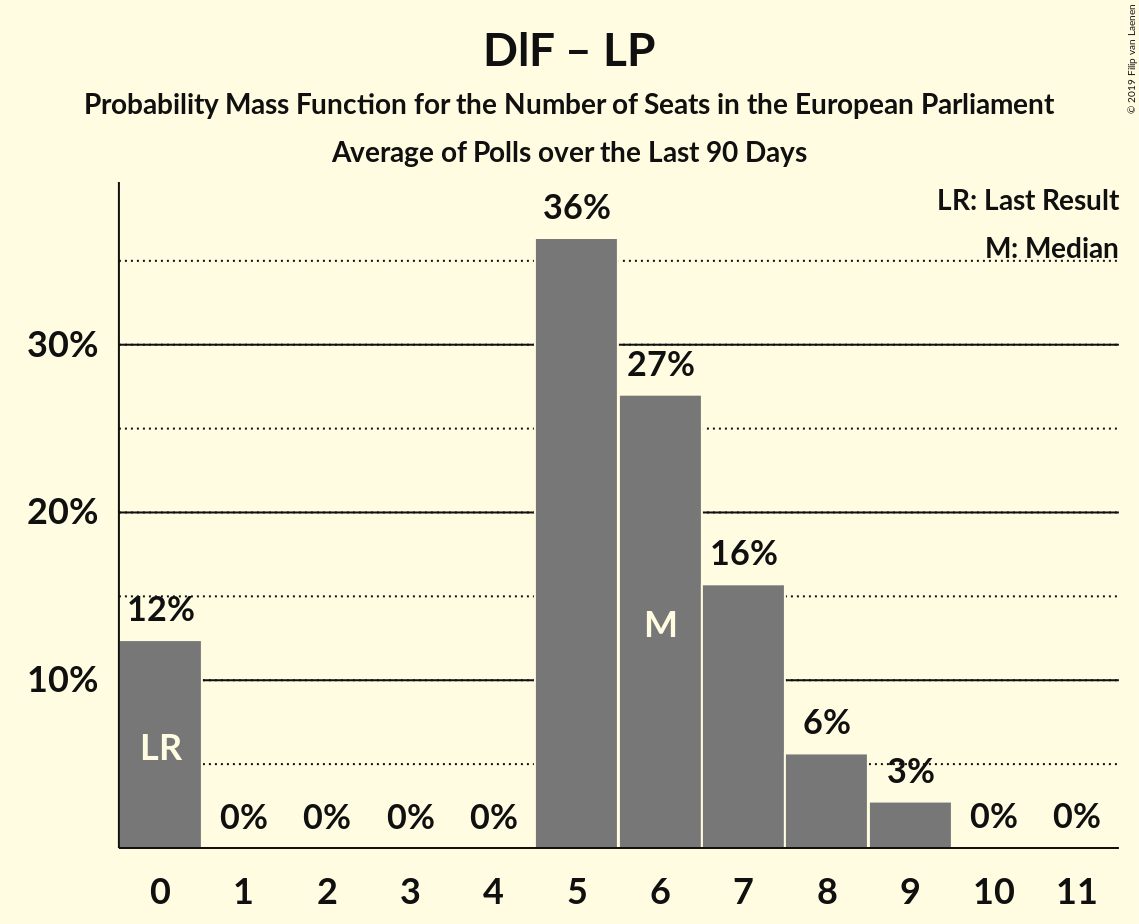 DlF – LP
Probability Mass Function for the Number of Seats in the European Parliament
Average of Polls over the Last 90 Days
© 2019 Filip van Laenen
LR: Last Result
M: Median
36%
30%
27%
20%
16%
12%
M
10%
LR
6%
3%
0% 0% 0% 0% 0% 0%
0 1 2 3 4 5 6 7 8 9 10 11